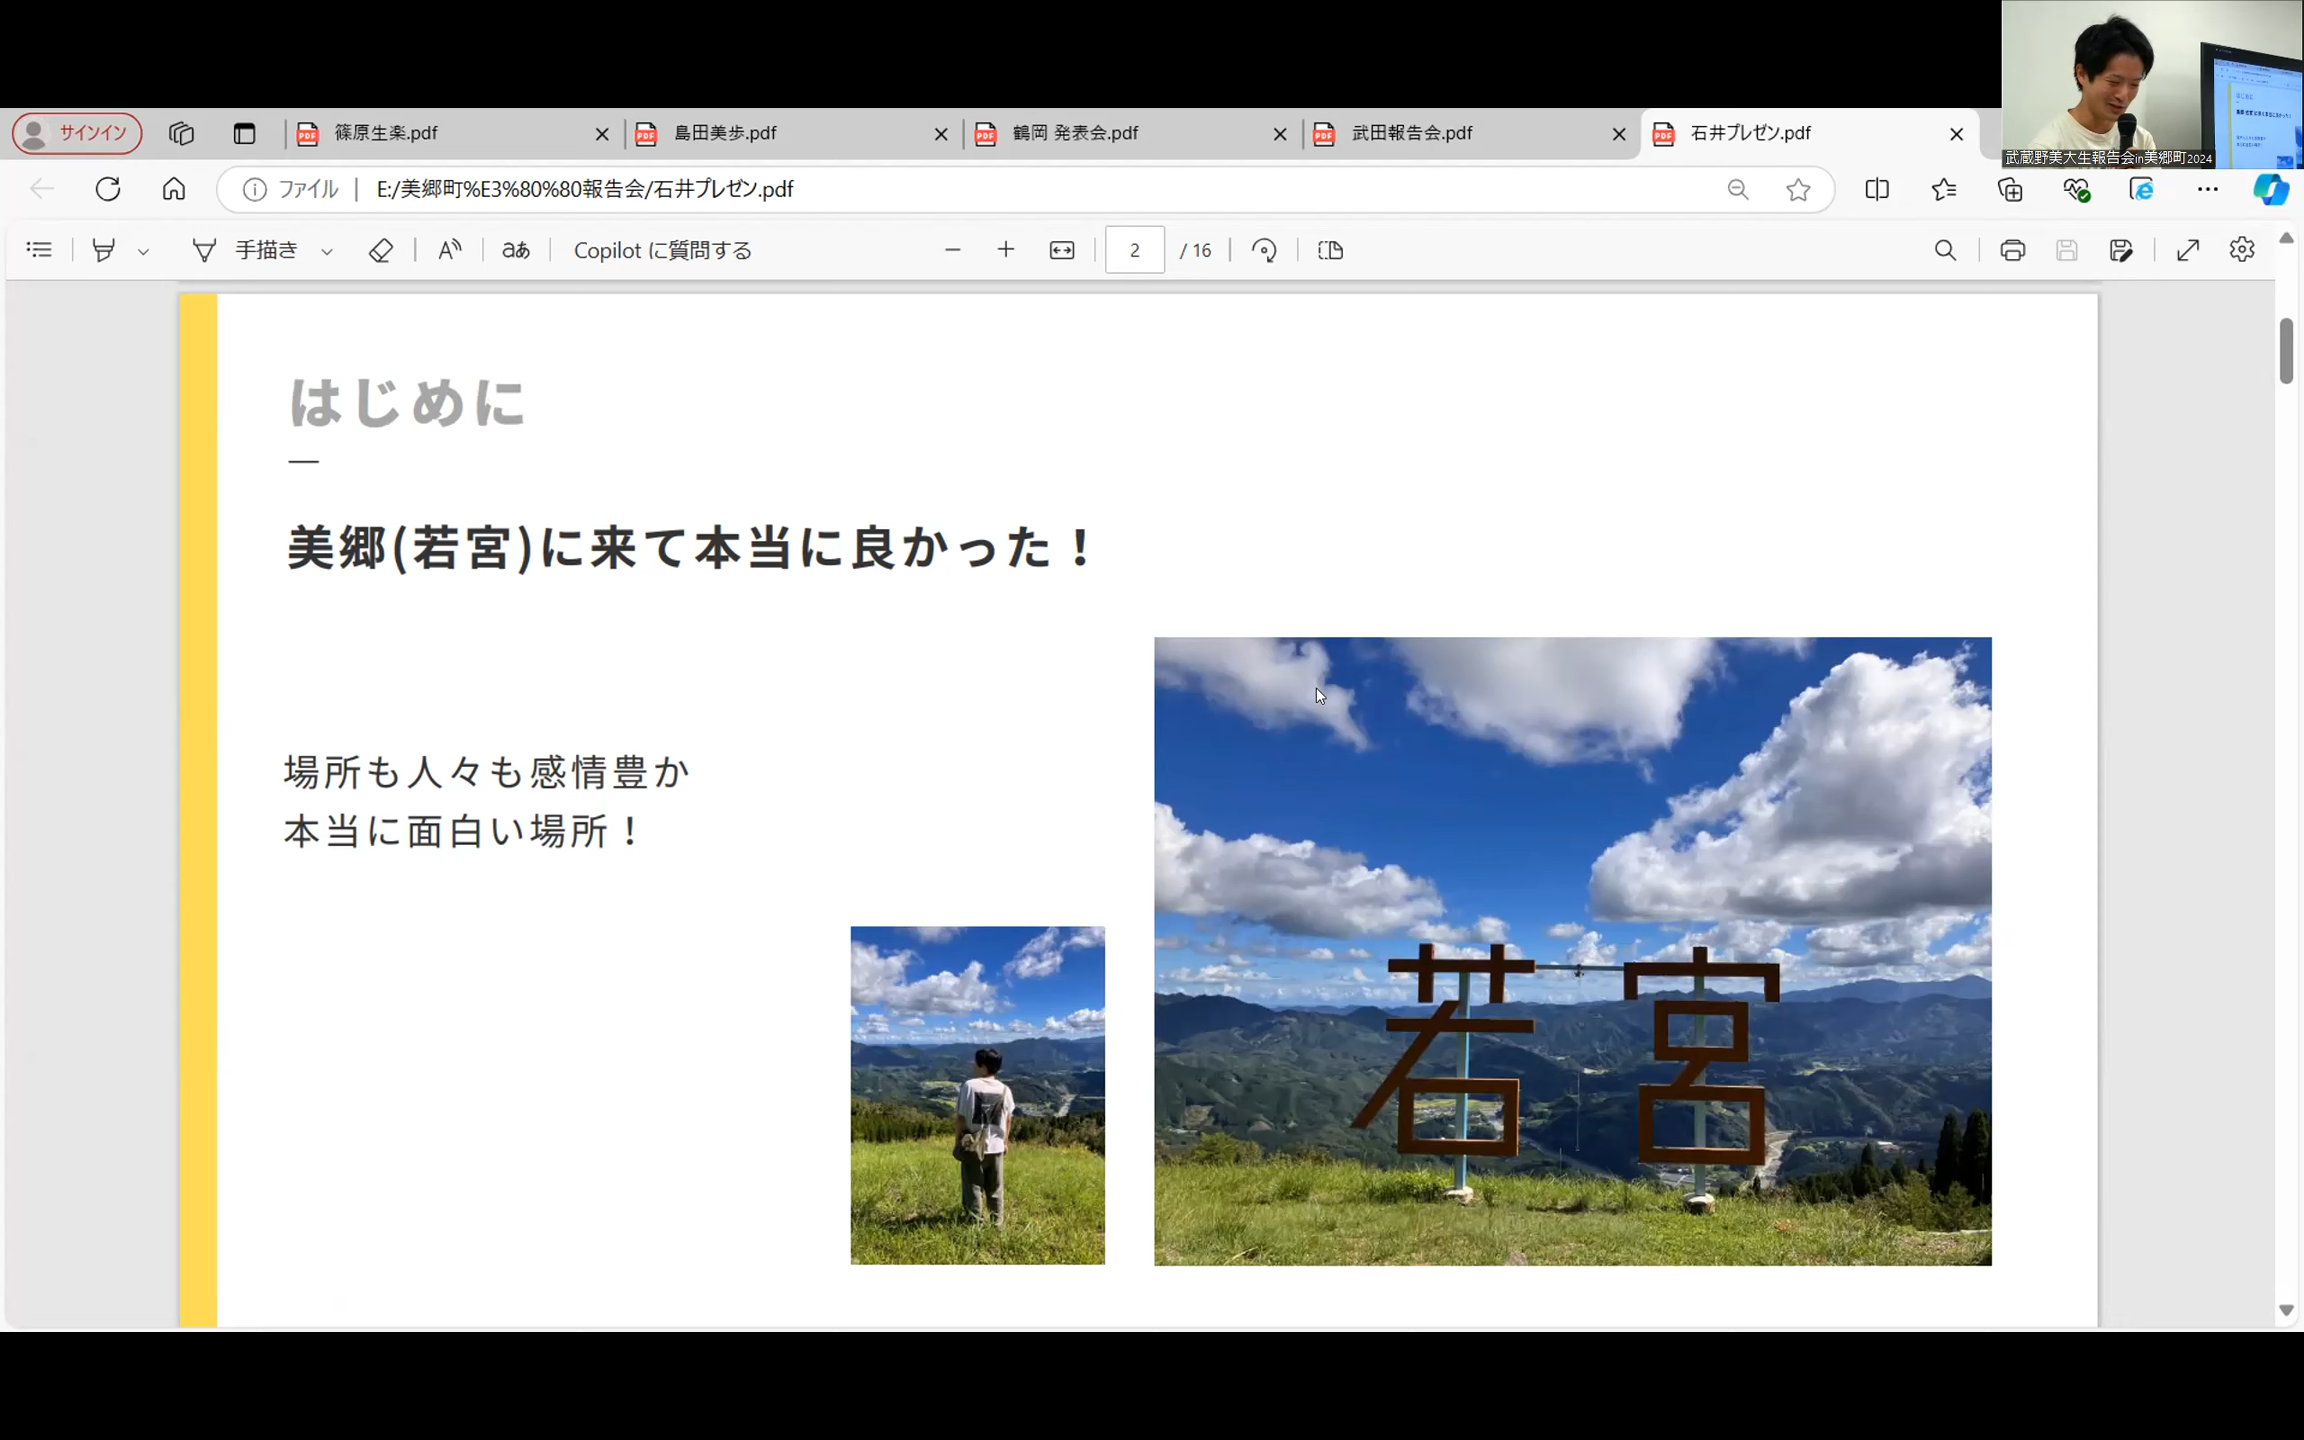 武蔵野美大生報告会in美郷町2024
サインイン
篠原生楽.pdf
島田美歩.pdf
鶴岡 発表会.pdf
武田報告会.pdf
石井プレゼン.pdf
ファイル
E:/美郷町%E3%80%80報告会/石井プレゼン.pdf
手描き
aあ
Copilot に質問する
2 / 16
はじめに
美郷(若宮)に来て本当に良かった！
場所も人々も感情豊か
本当に面白い場所！
若宮